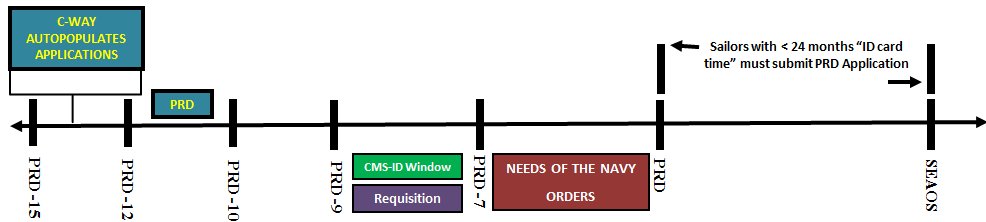 C-WAY
AUTOPOPULATES
APPLICATIONS
Sailors with < 24 months “ID card
time” must submit PRD Application
PRD
PRD -15
PRD -12
PRD -10
PRD -9
CMS-ID Window
Requisition
PRD -7
NEEDS OF THE NAVY
ORDERS
PRD
SEAOS